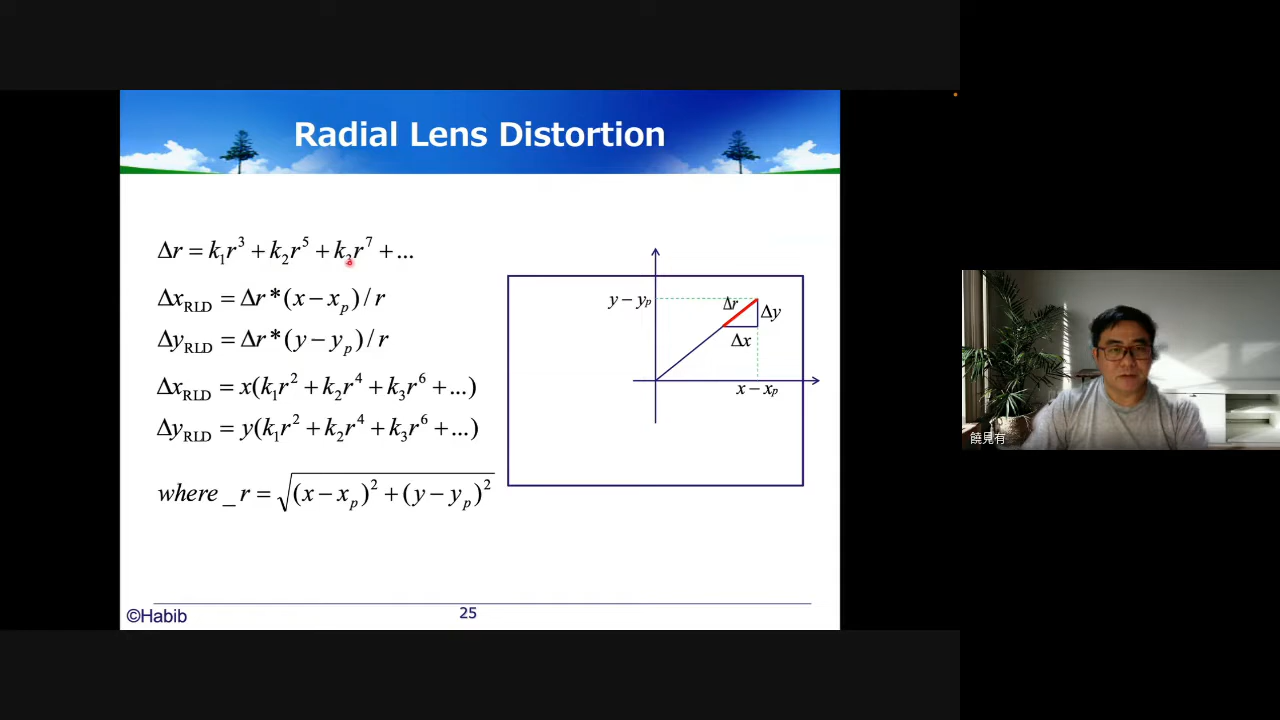 Radial Lens Distortion
Δr = k₁r³ + k₂r⁵ + k₃r⁷ + ...
Δx_RLD = Δr * (x − x_p) / r
Δy_RLD = Δr * (y − y_p) / r
Δx_RLD = x(k₁r² + k₂r⁴ + k₃r⁶ + ...)
Δy_RLD = y(k₁r² + k₂r⁴ + k₃r⁶ + ...)
where _ r = √((x − x_p)² + (y − y_p)²)
y − y_p
Δr
Δy
Δx
x − x_p
©Habib
25
饒見有